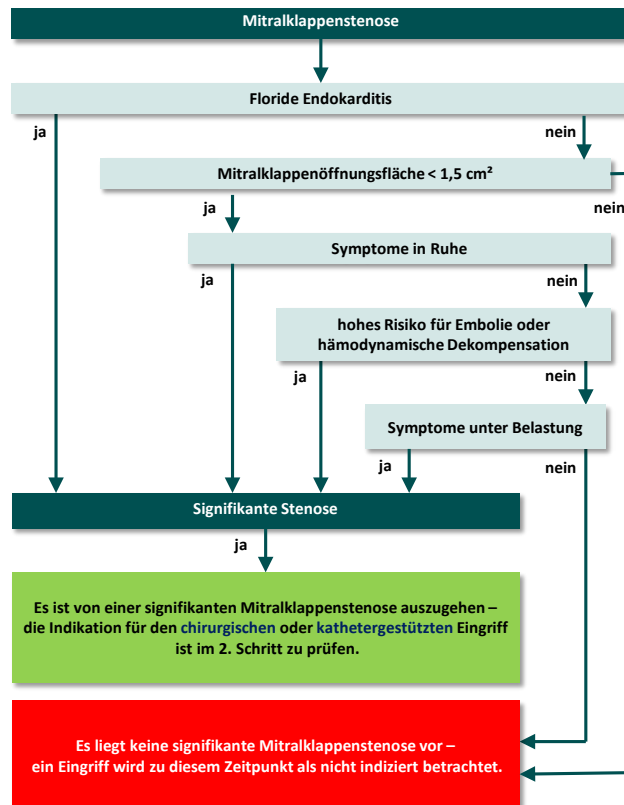 Mitralklappenstenose
Floride Endokarditis
ja
nein
Mitralklappenöffnungsfläche < 1,5 cm²
ja
nein
Symptome in Ruhe
ja
nein
hohes Risiko für Embolie oder
hämodynamische Dekompensation
ja
nein
Symptome unter Belastung
ja
nein
Signifikante Stenose
ja
Es ist von einer signifikanten Mitralklappenstenose auszugehen –
die Indikation für den chirurgischen oder kathetergestützten Eingriff
ist im 2. Schritt zu prüfen.
Es liegt keine signifikante Mitralklappenstenose vor –
ein Eingriff wird zu diesem Zeitpunkt als nicht indiziert betrachtet.